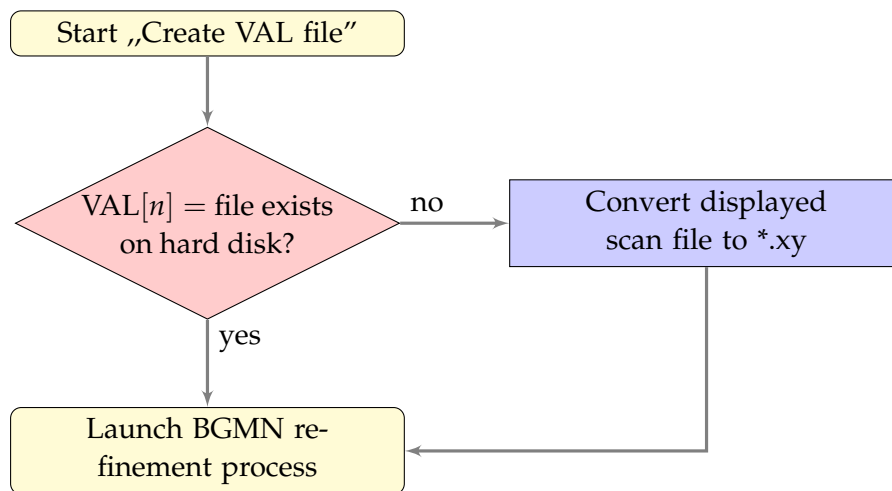 Start „Create VAL file”
VAL[n] = file exists
on hard disk?
no
Convert displayed
scan file to *.xy
yes
Launch BGMN re-
finement process